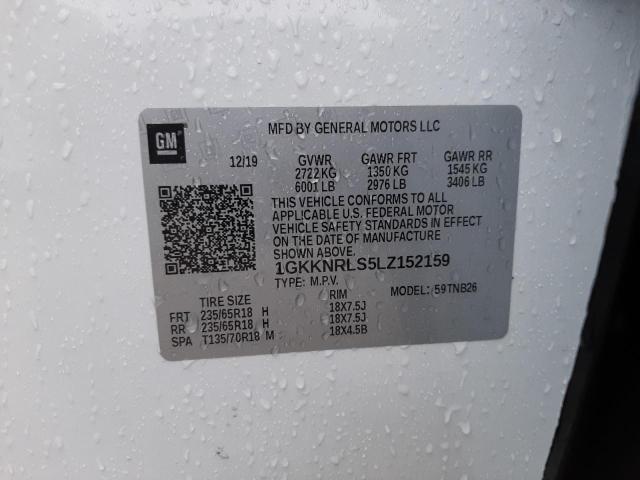 GM
MFD BY GENERAL MOTORS LLC
12/19 GVWR GAWR FRT GAWR RR
2722 KG 1350 KG 1545 KG
6001 LB 2976 LB 3406 LB
THIS VEHICLE CONFORMS TO ALL
APPLICABLE U.S. FEDERAL MOTOR
VEHICLE SAFETY STANDARDS IN EFFECT
ON THE DATE OF MANUFACTURE
SHOWN ABOVE.
1GKKNRLS5LZ152159
TYPE: M.P.V. MODEL: 59TNB26
TIRE SIZE RIM
FRT 235/65R18 H 18X7.5J
RR 235/65R18 H 18X7.5J
SPA T135/70R18 M 18X4.5B